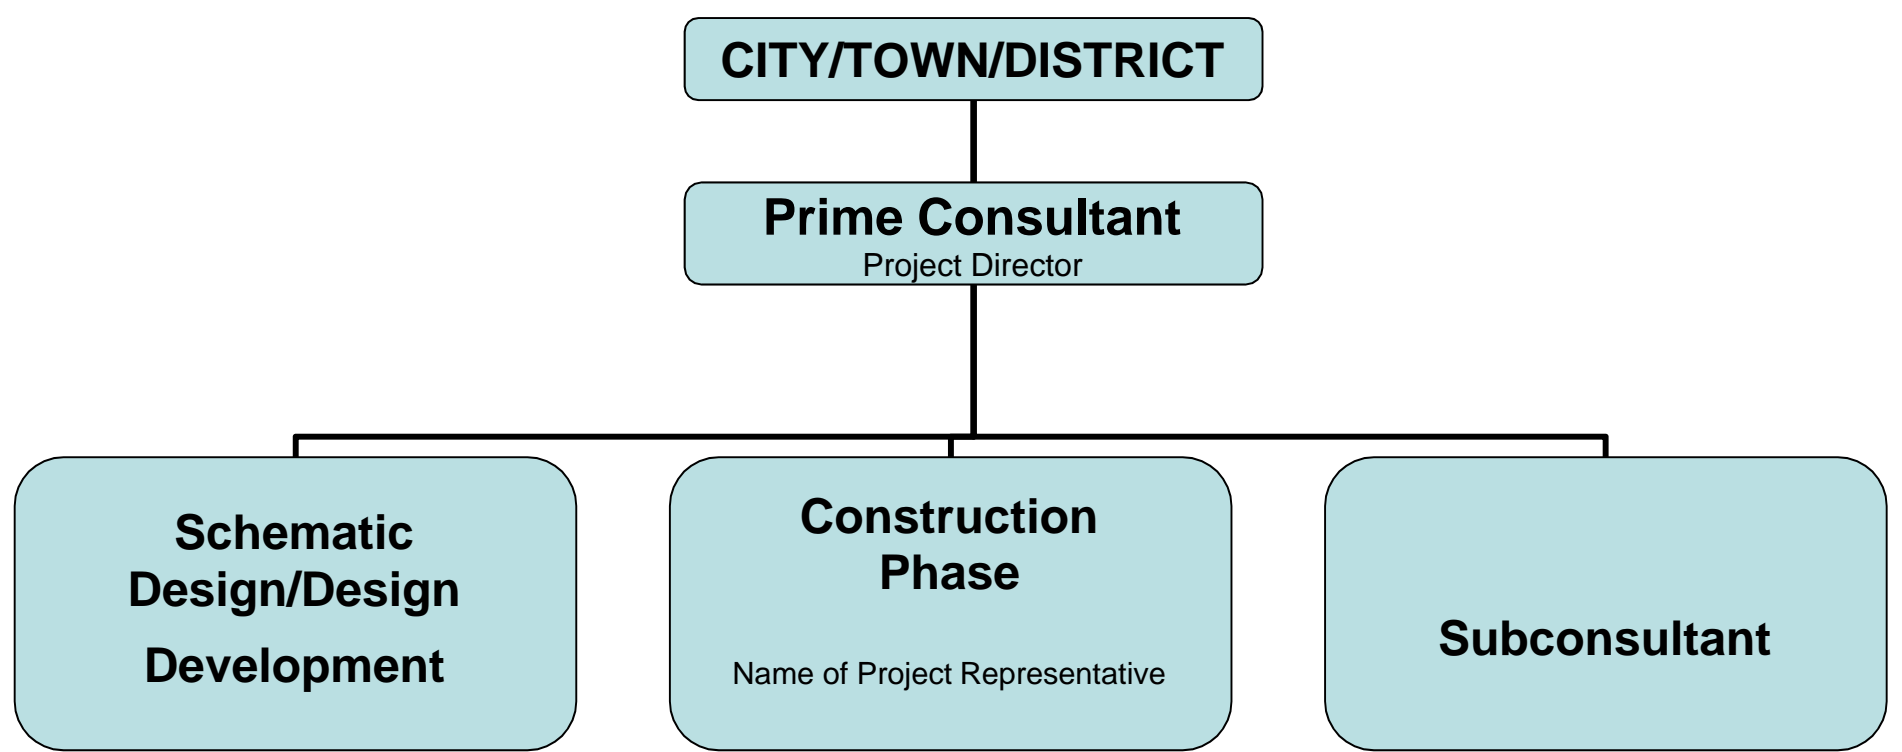 CITY/TOWN/DISTRICT
Prime Consultant
Project Director
Schematic
Design/Design
Development
Construction
Phase
Name of Project Representative
Subconsultant